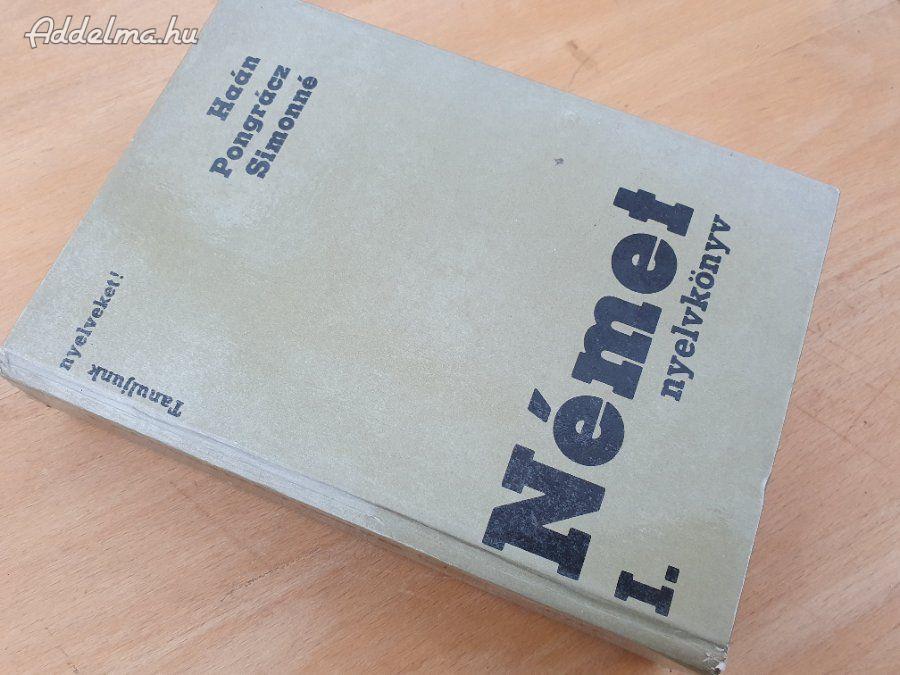 Addelma.hu
Haán
Pongrácz
Simonné
Tanuljunk
nyelveket!
Német
nyelvkönyv
I.